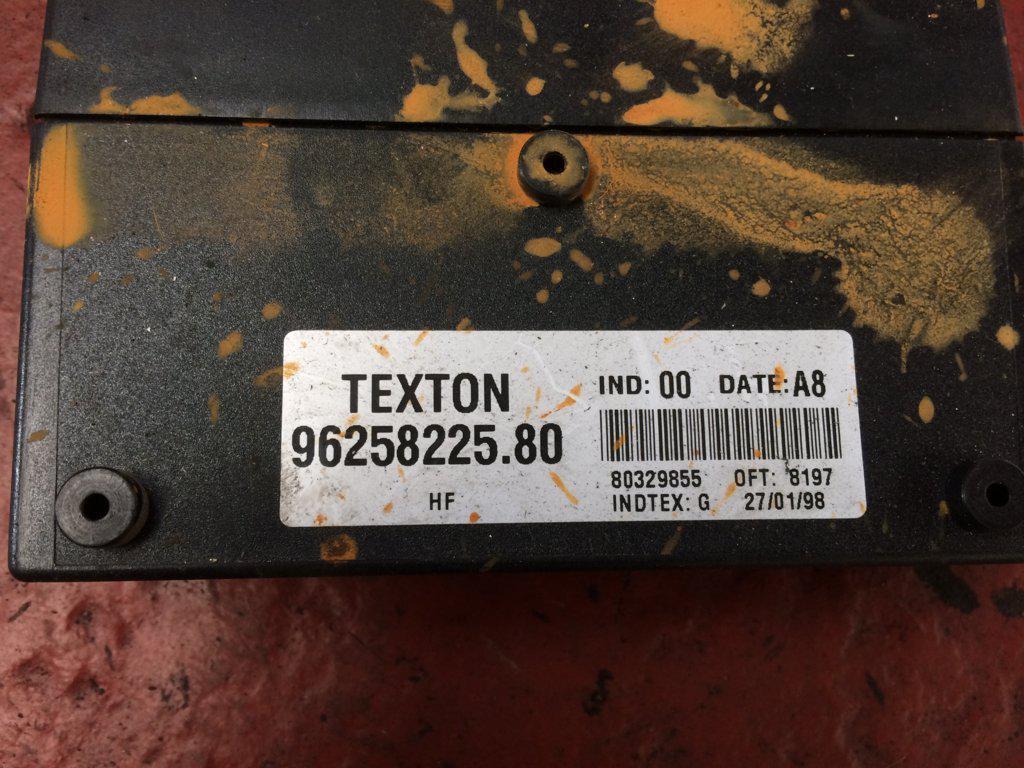 TEXTON
96258225.80
HF
IND: 00 DATE: A8
80329855 OFT: 8197
INDTEX: G 27/01/98